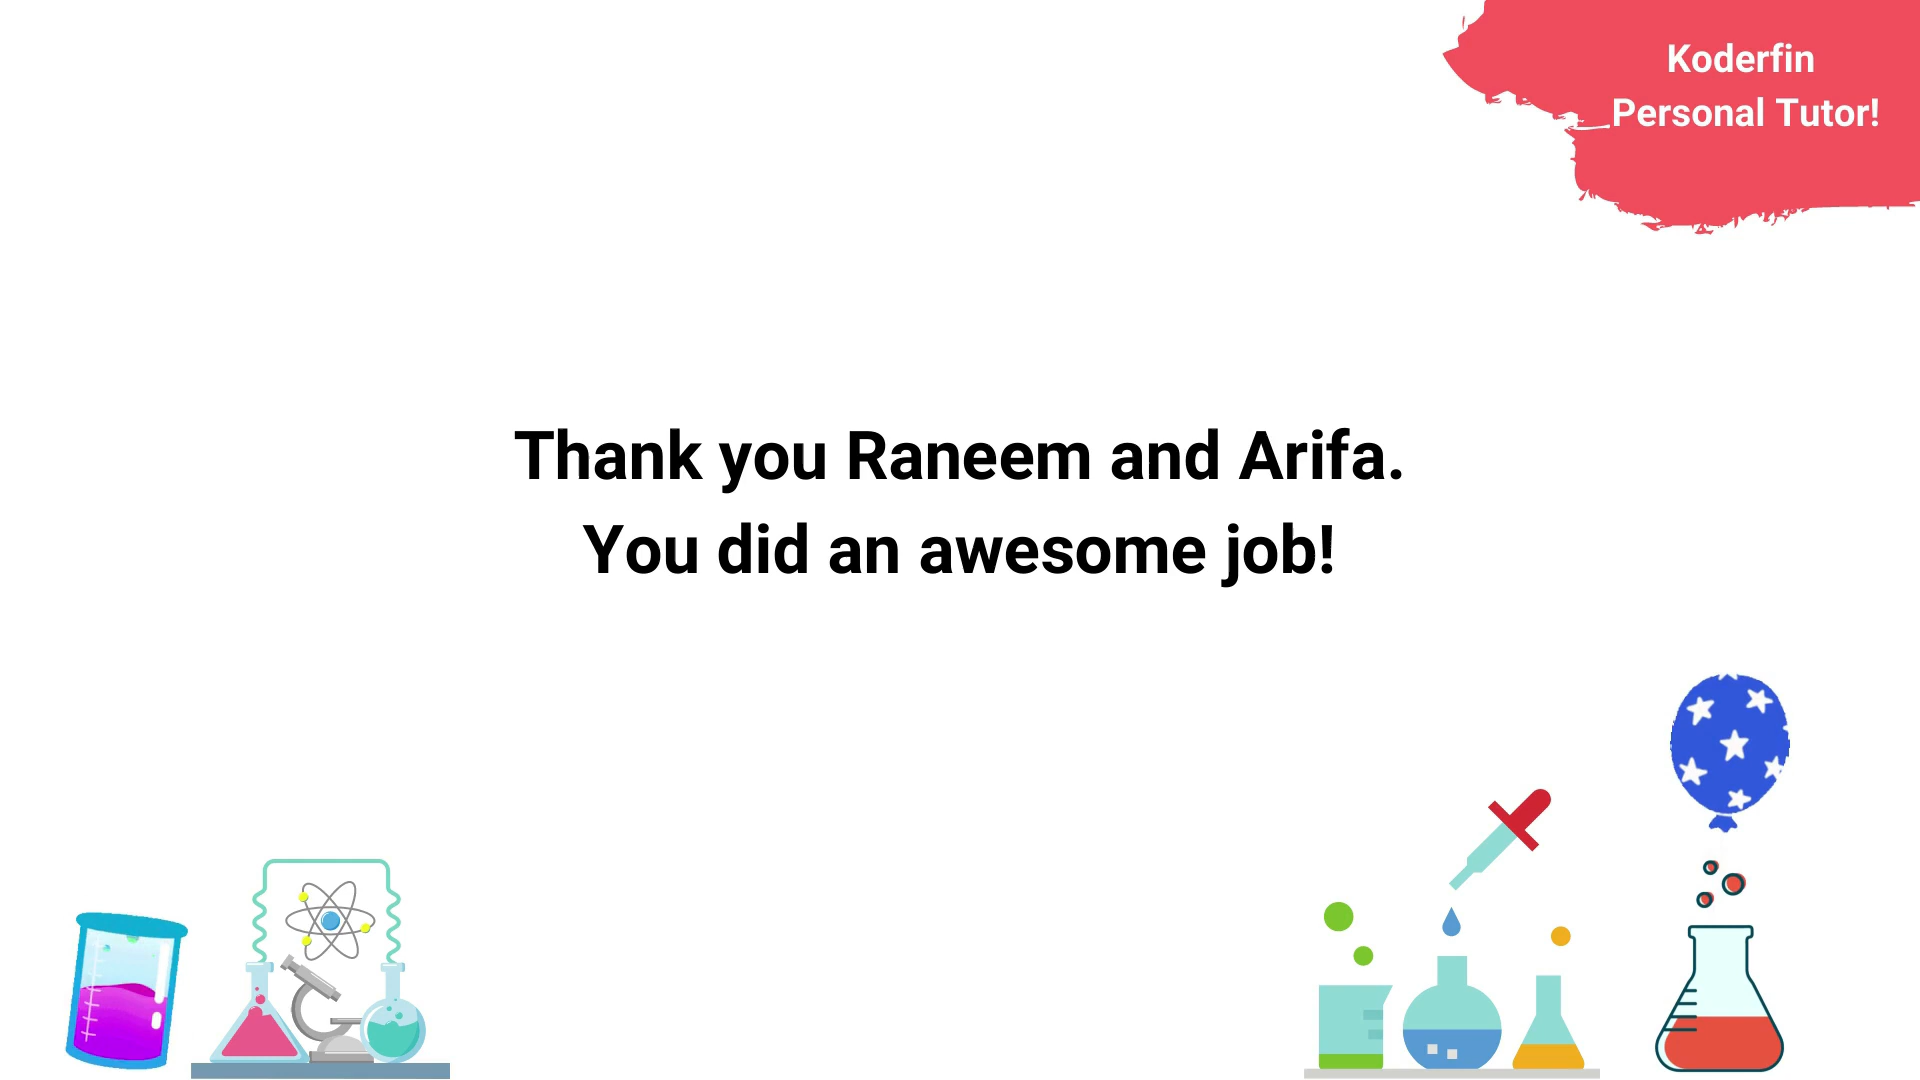 Koderfin
Personal Tutor!
Thank you Raneem and Arifa.
You did an awesome job!